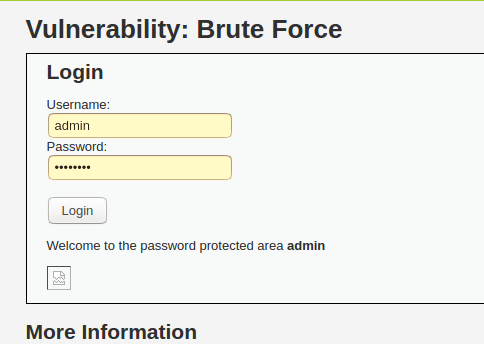 Vulnerability: Brute Force
Login
Username:
admin
Password:
••••••••
Login
Welcome to the password protected area admin
More Information